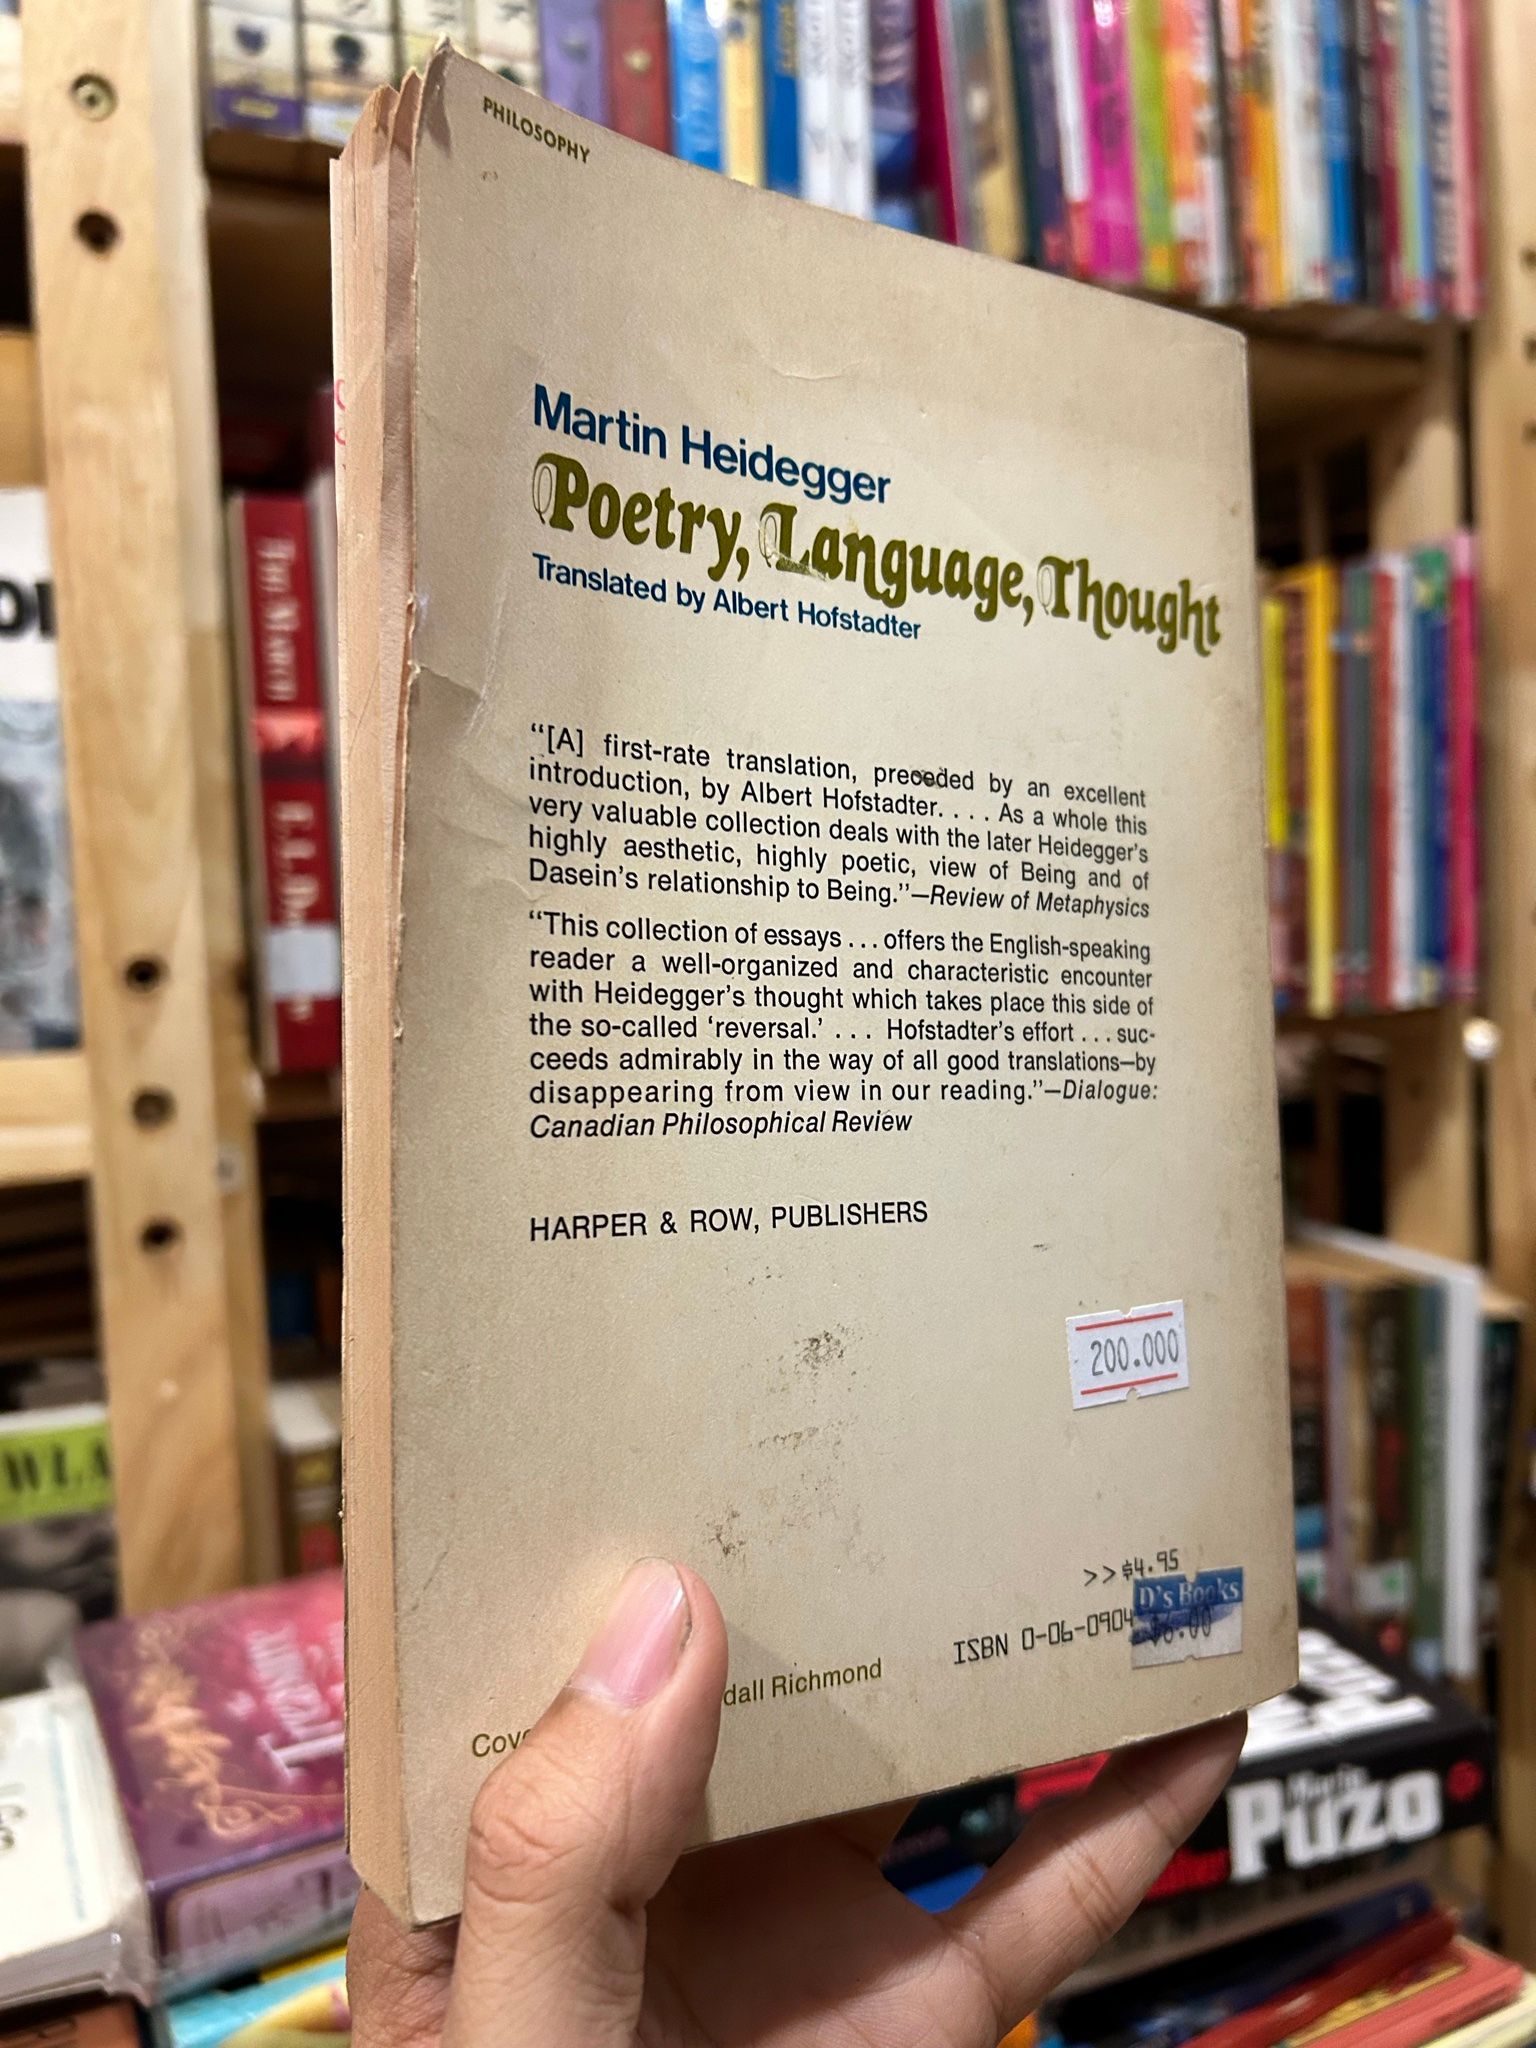 PHILOSOPHY
Martin Heidegger
Poetry, Language, Thought
Translated by Albert Hofstadter
“[A] first-rate translation, preceded by an excellent
introduction, by Albert Hofstadter. . . . As a whole this
very valuable collection deals with the later Heidegger’s
highly aesthetic, highly poetic, view of Being and of
Dasein’s relationship to Being.”—Review of Metaphysics
“This collection of essays . . . offers the English-speaking
reader a well-organized and characteristic encounter
with Heidegger’s thought which takes place this side of
the so-called ‘reversal.’ . . . Hofstadter’s effort . . . suc-
ceeds admirably in the way of all good translations—by
disappearing from view in our reading.”—Dialogue:
Canadian Philosophical Review
HARPER & ROW, PUBLISHERS
200.000
>>$4.95
D's Books
$6.00
ISBN 0-06-0904
dall Richmond
THE MARCH
Puzo